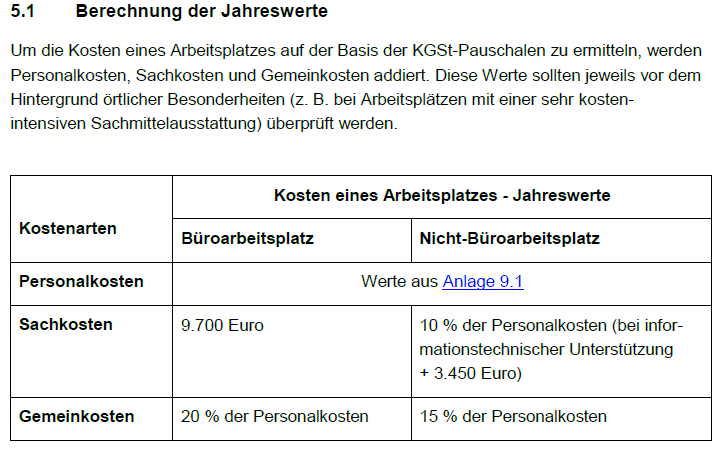 5.1 Berechnung der Jahreswerte
Um die Kosten eines Arbeitsplatzes auf der Basis der KGSt-Pauschalen zu ermitteln, werden
Personalkosten, Sachkosten und Gemeinkosten addiert. Diese Werte sollten jeweils vor dem
Hintergrund örtlicher Besonderheiten (z. B. bei Arbeitsplätzen mit einer sehr kosten-
intensiven Sachmittelausstattung) überprüft werden.
Kostenarten
Kosten eines Arbeitsplatzes - Jahreswerte
Büroarbeitsplatz
Nicht-Büroarbeitsplatz
Personalkosten
Werte aus Anlage 9.1
Sachkosten
9.700 Euro
10 % der Personalkosten (bei infor-
mationstechnischer Unterstützung
+ 3.450 Euro)
Gemeinkosten
20 % der Personalkosten
15 % der Personalkosten